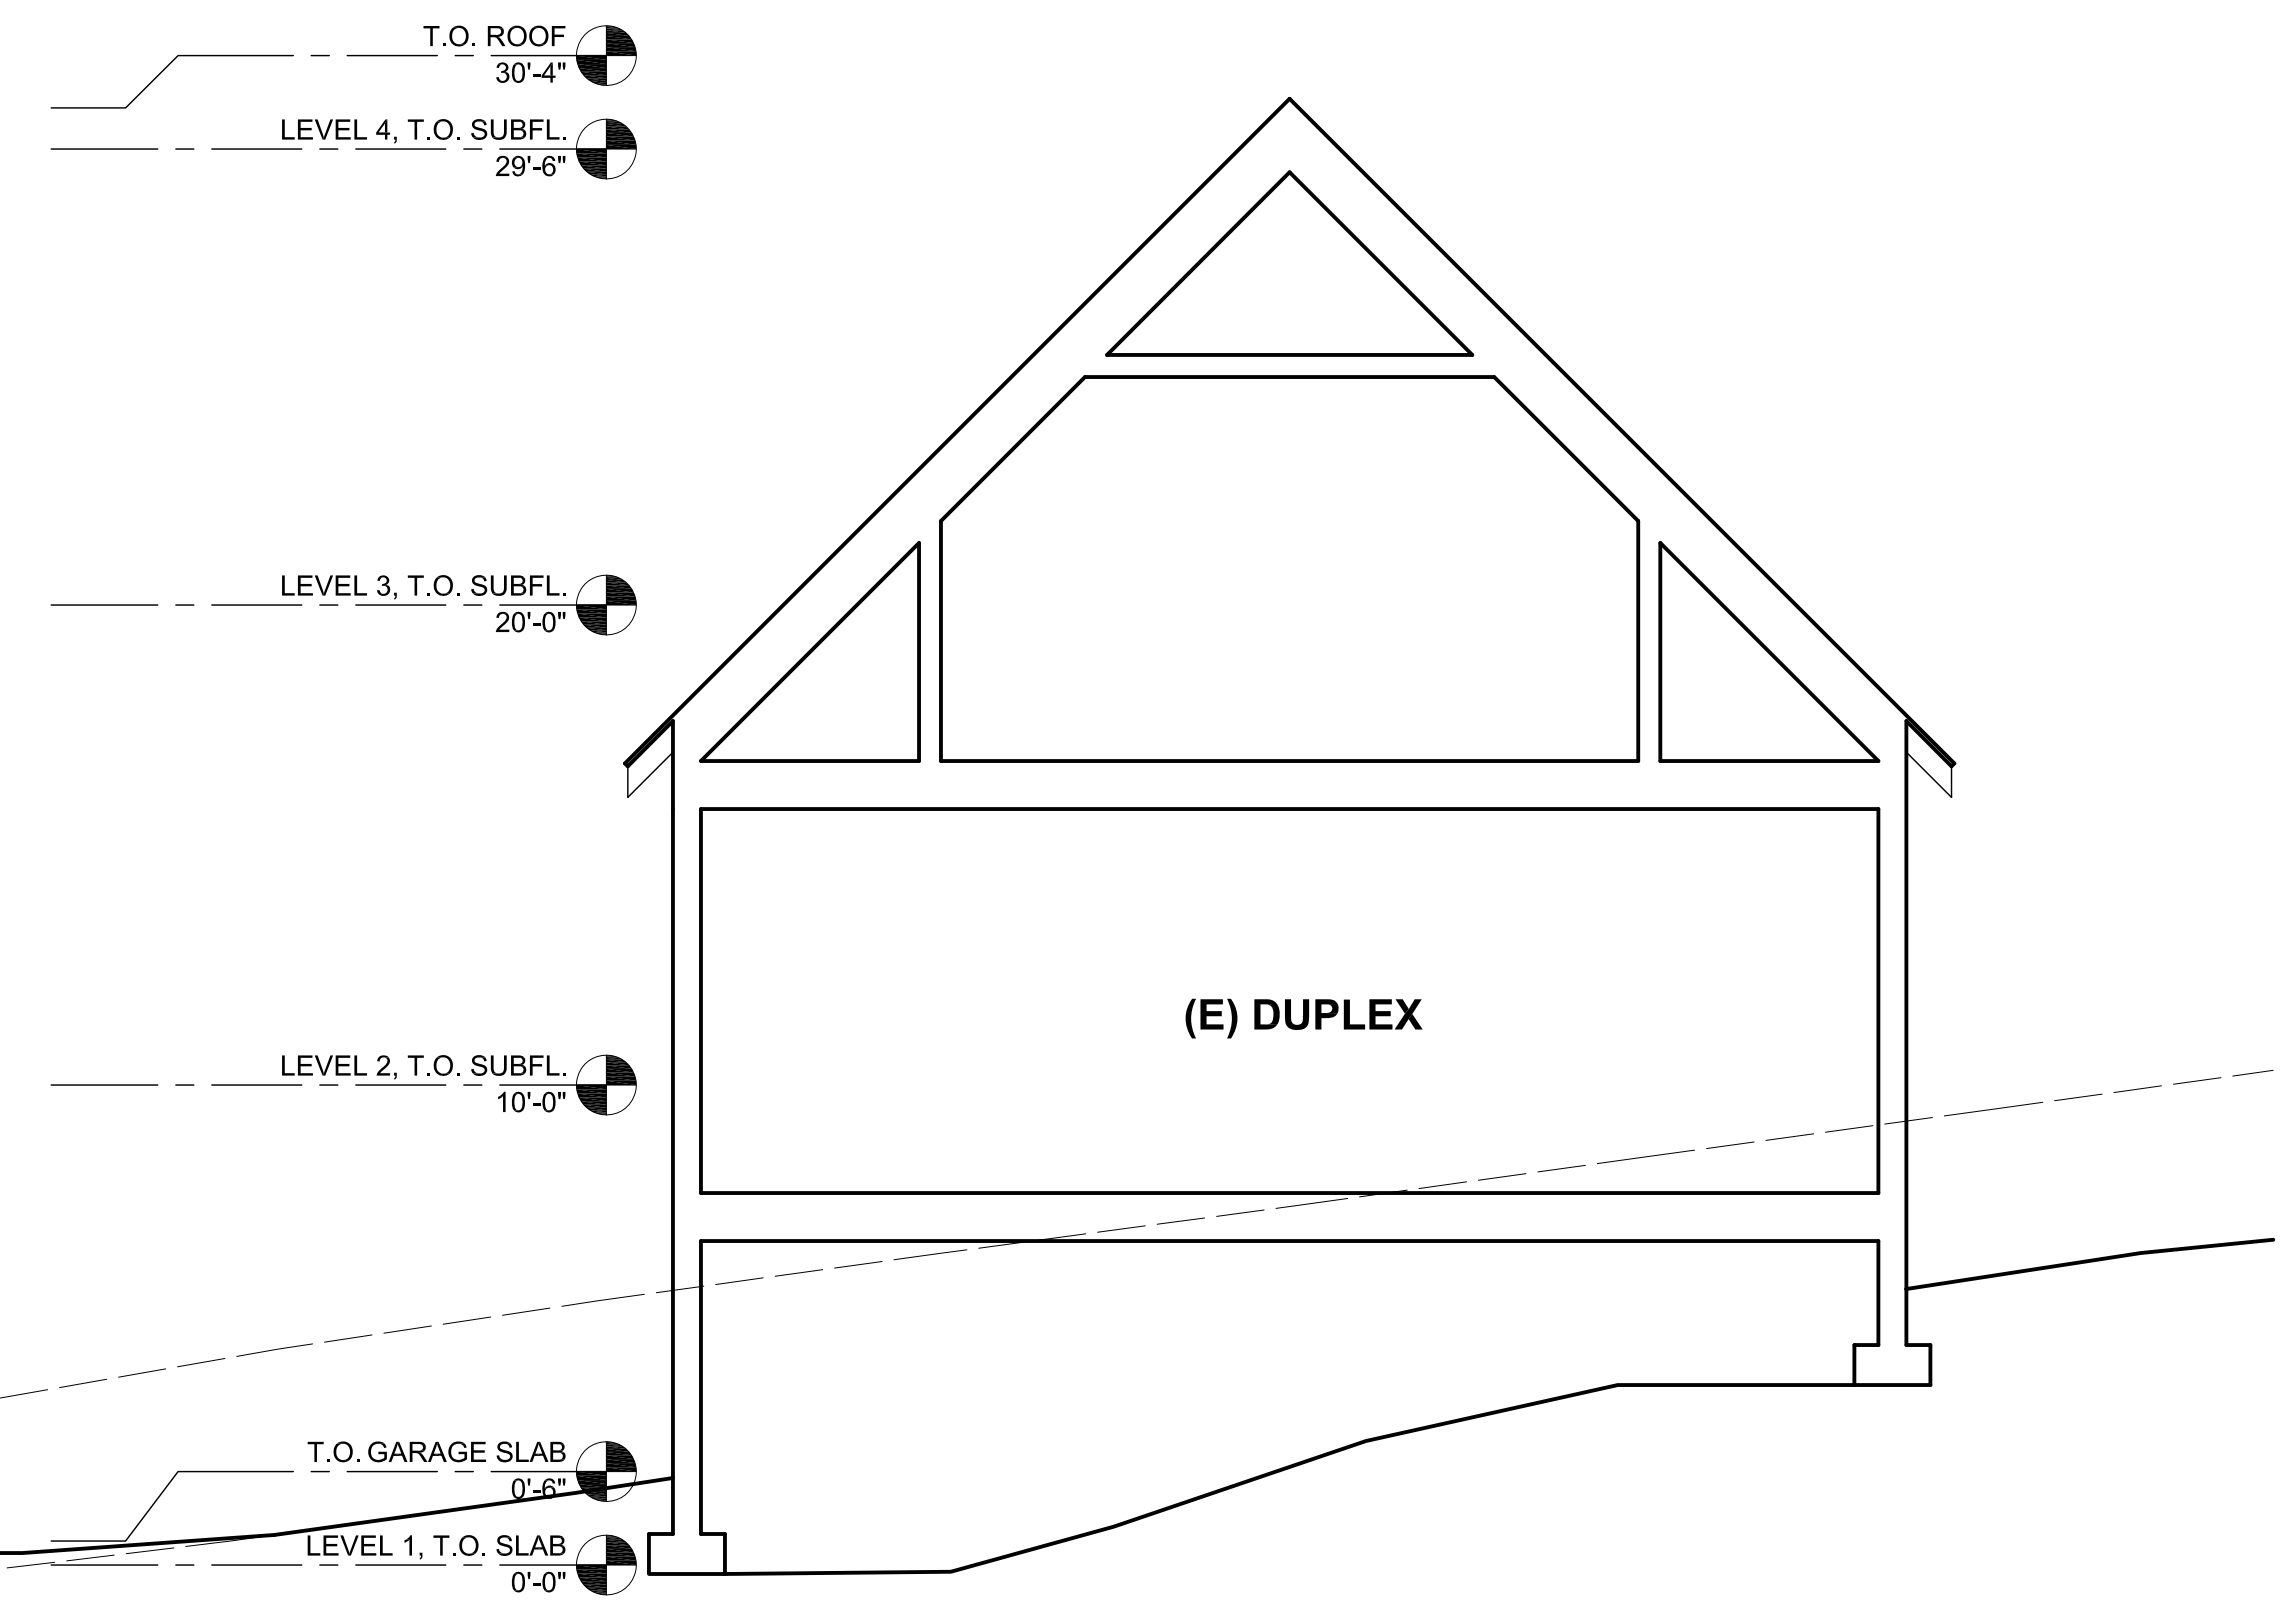 T.O. ROOF
30'-4"
LEVEL 4, T.O. SUBFL.
29'-6"
LEVEL 3, T.O. SUBFL.
20'-0"
(E) DUPLEX
LEVEL 2, T.O. SUBFL.
10'-0"
T.O. GARAGE SLAB
0'-6"
LEVEL 1, T.O. SLAB
0'-0"